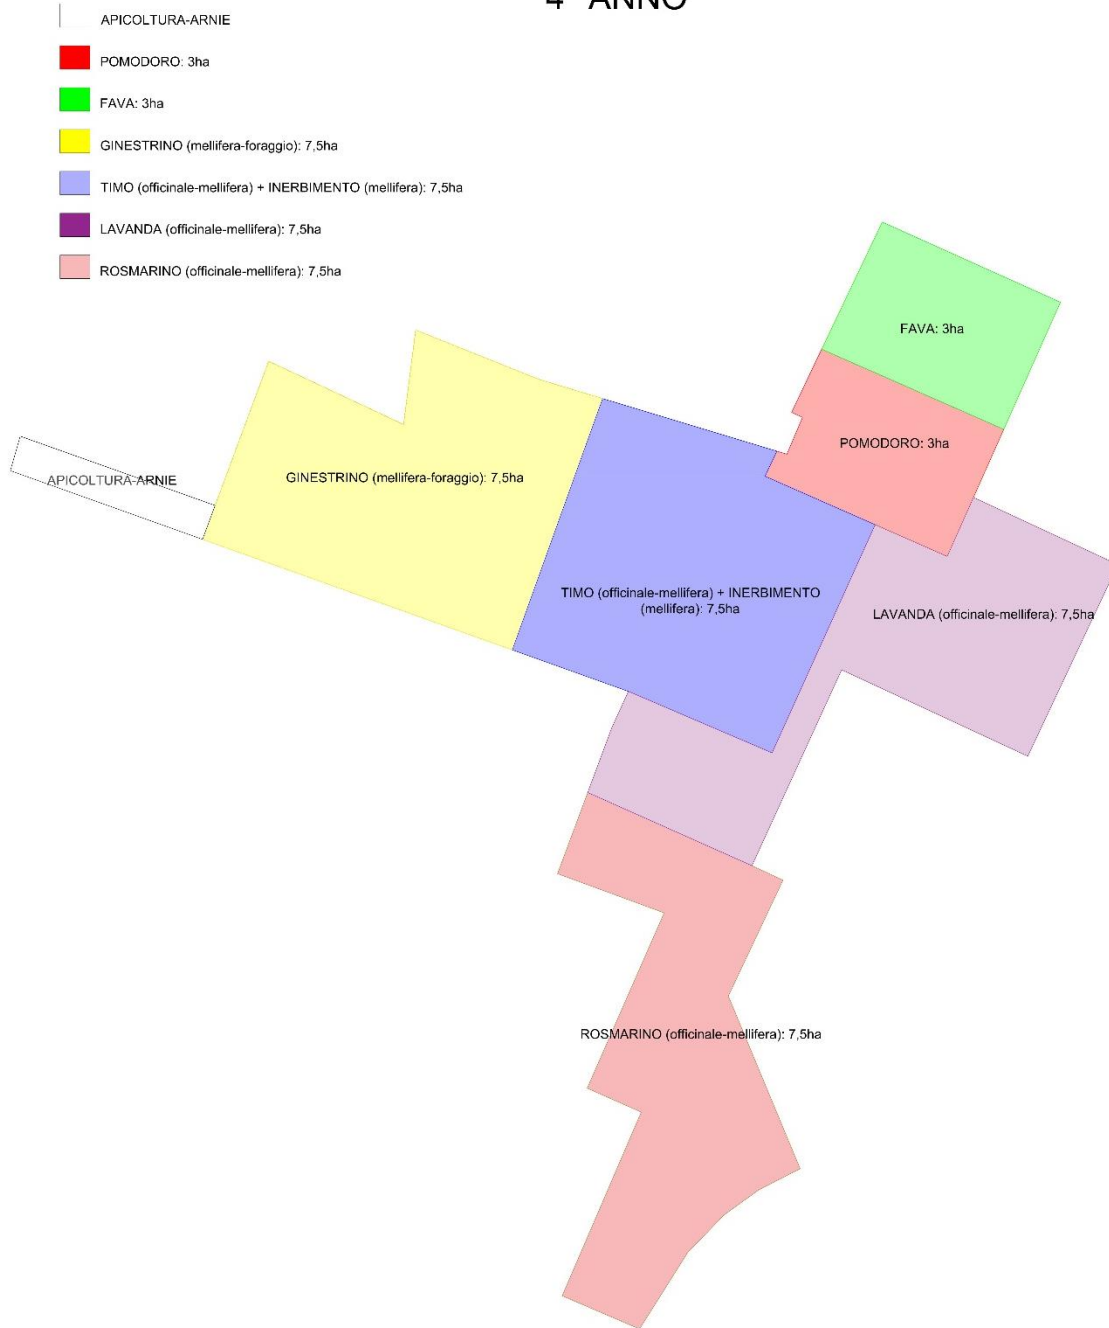 4° ANNO
APICOLTURA-ARNIE
POMODORO: 3ha
FAVA: 3ha
GINESTRINO (mellifera-foraggio): 7,5ha
TIMO (officinale-mellifera) + INERBIMENTO (mellifera): 7,5ha
LAVANDA (officinale-mellifera): 7,5ha
ROSMARINO (officinale-mellifera): 7,5ha
FAVA: 3ha
POMODORO: 3ha
GINESTRINO (mellifera-foraggio): 7,5ha
APICOLTURA-ARNIE
TIMO (officinale-mellifera) + INERBIMENTO
(mellifera): 7,5ha
LAVANDA (officinale-mellifera): 7,5ha
ROSMARINO (officinale-mellifera): 7,5ha